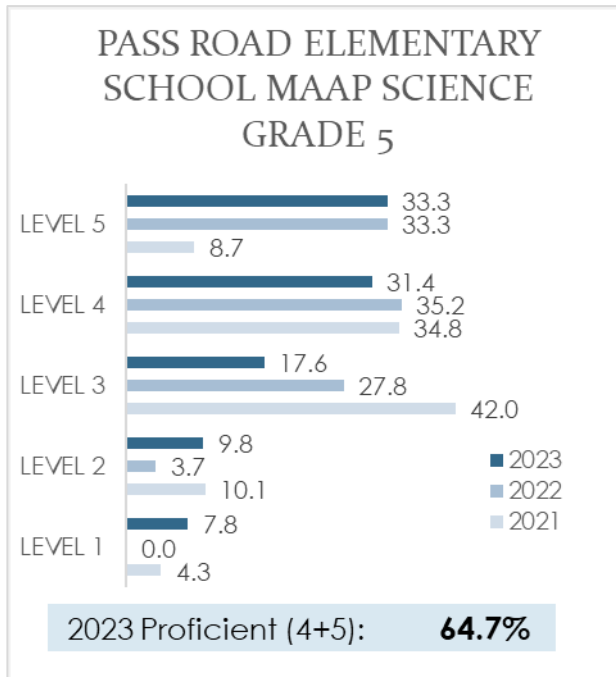 PASS ROAD ELEMENTARY
SCHOOL MAAP SCIENCE
GRADE 5
LEVEL 5
33.3
33.3
8.7
LEVEL 4
31.4
35.2
34.8
LEVEL 3
17.6
27.8
42.0
LEVEL 2
9.8
3.7
10.1
LEVEL 1
7.8
0.0
4.3
2023
2022
2021
2023 Proficient (4+5): 64.7%